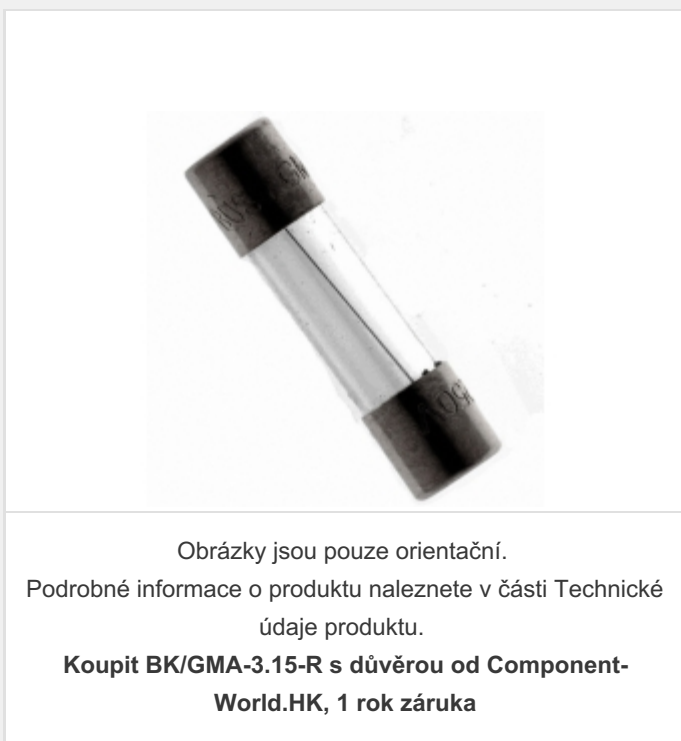 Obrázky jsou pouze orientační.
Podrobné informace o produktu naleznete v části Technické
údaje produktu.
Koupit BK/GMA-3.15-R s důvěrou od Component-
World.HK, 1 rok záruka